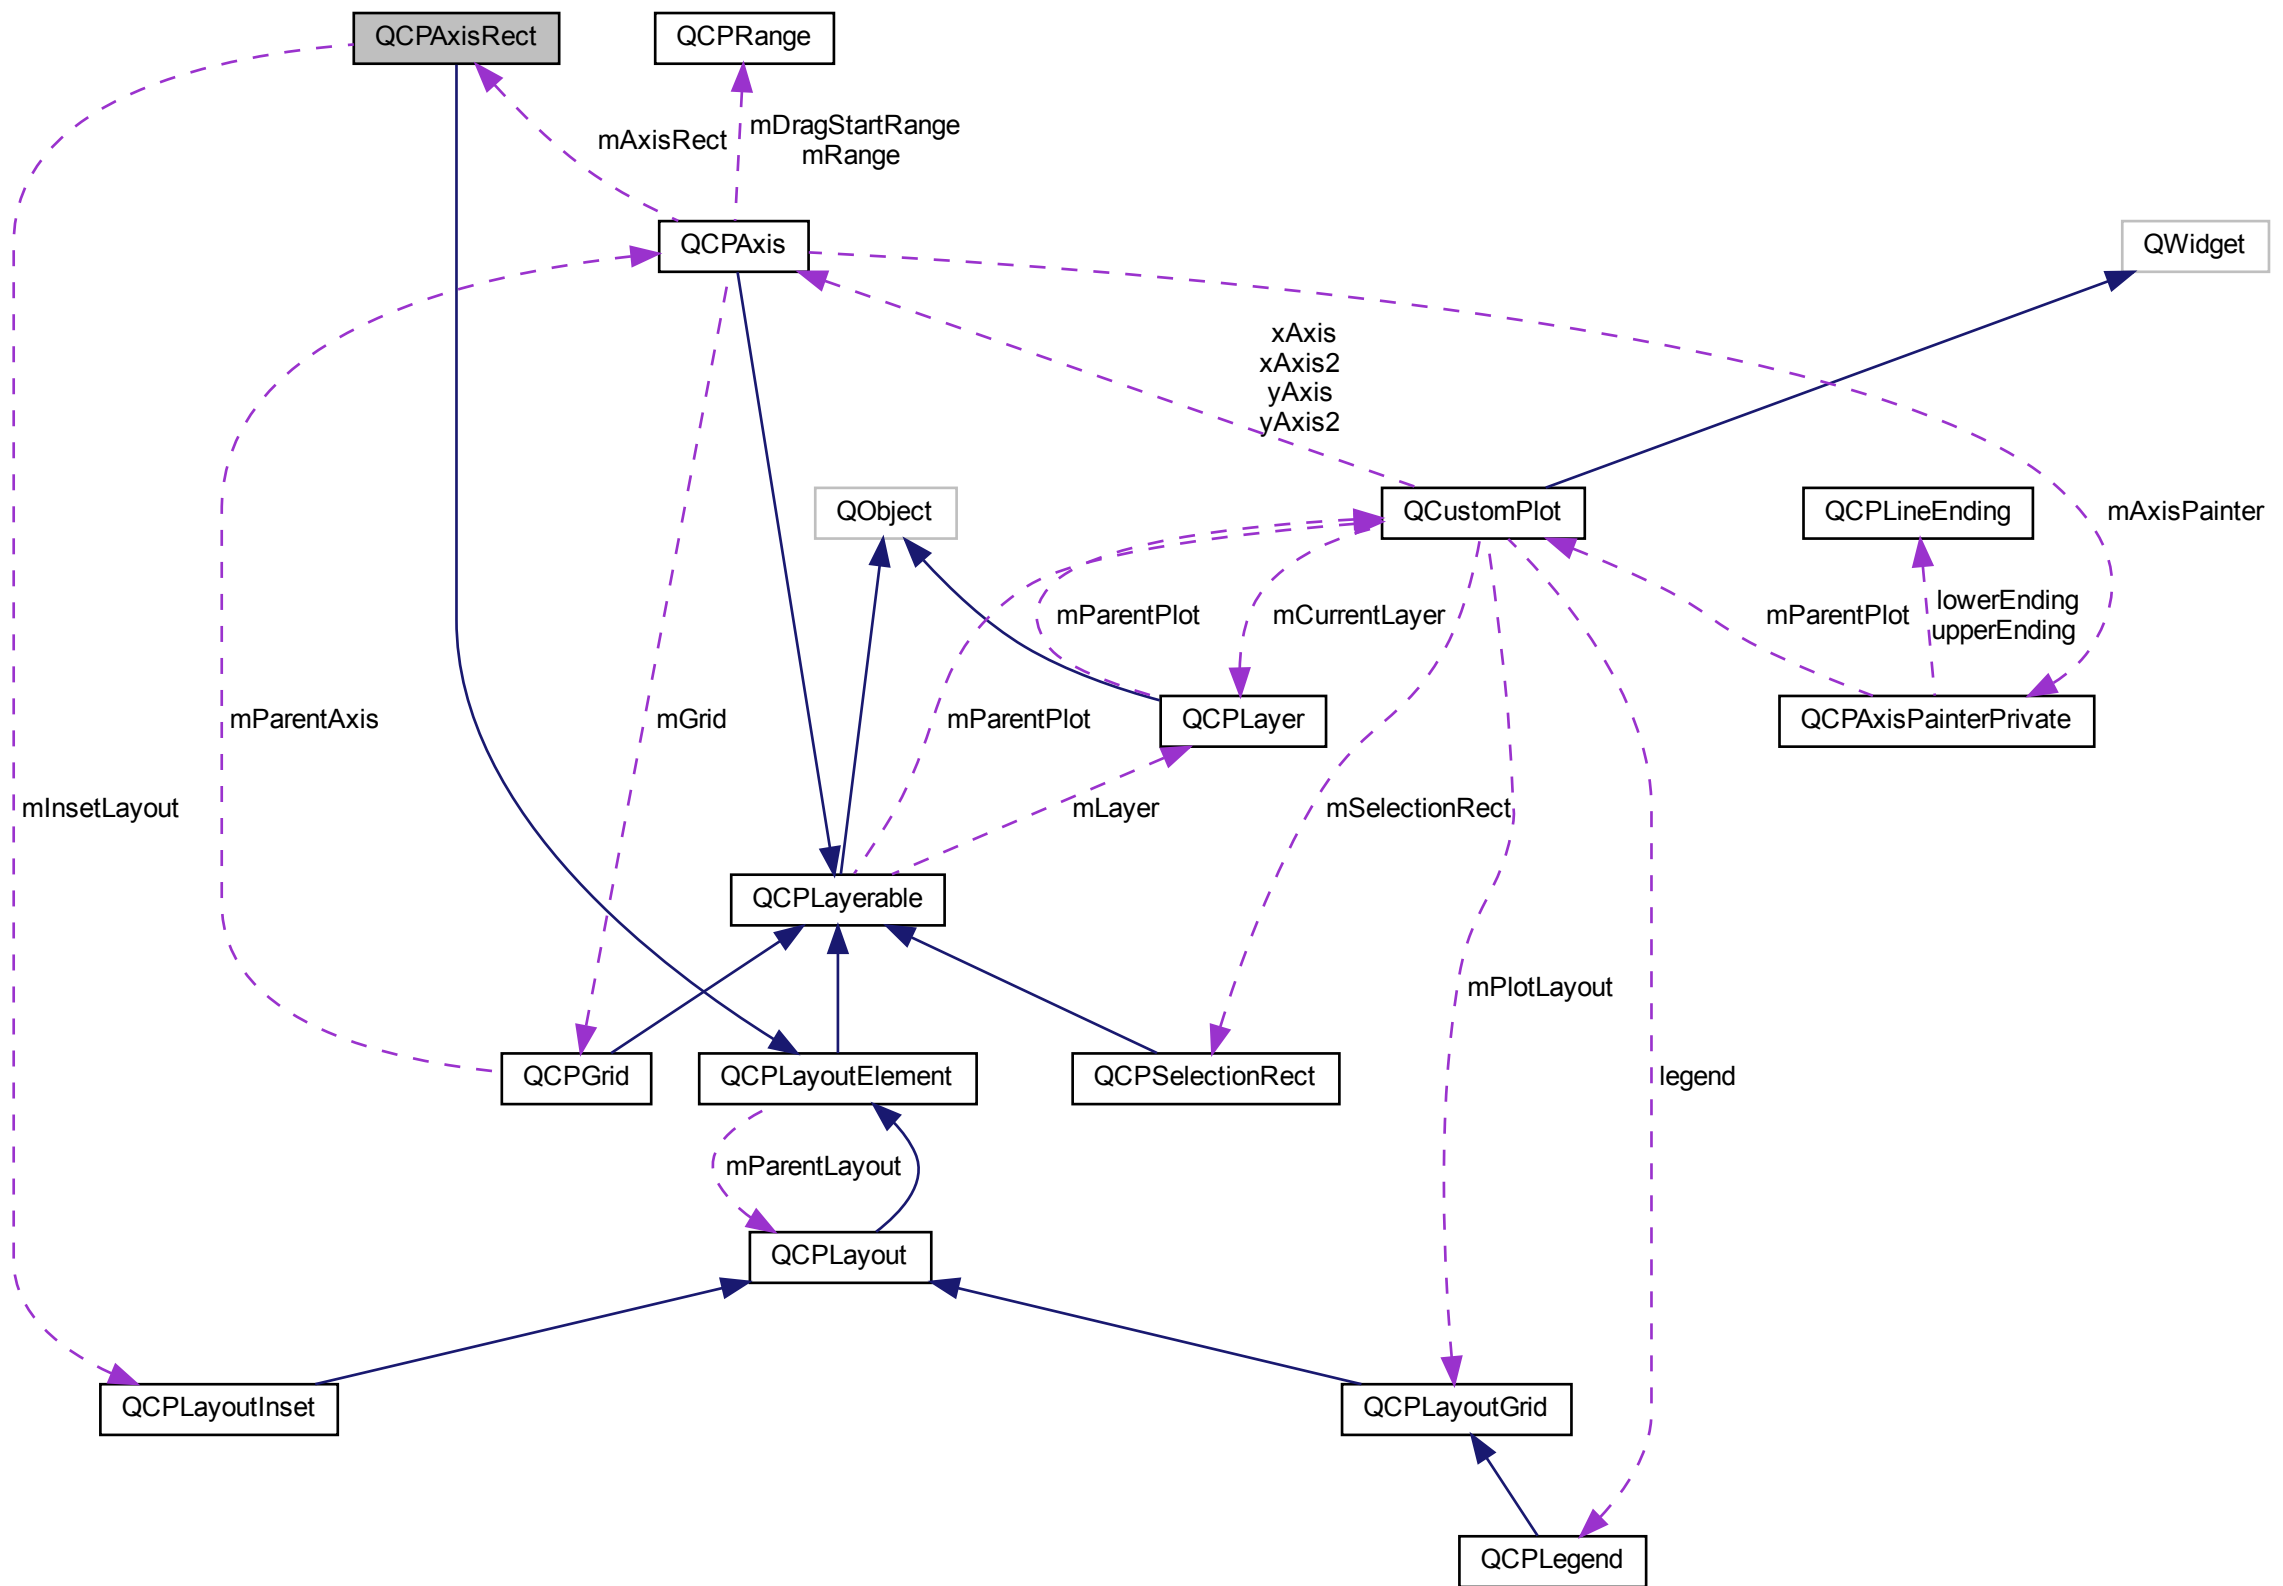 QCPAxisRect
QCPRange
mAxisRect
mDragStartRange
mRange
QCPAxis
QWidget
xAxis
xAxis2
yAxis
yAxis2
QObject
QCustomPlot
QCPLineEnding
mAxisPainter
mParentPlot
mCurrentLayer
mParentPlot
lowerEnding
upperEnding
mParentAxis
mGrid
mParentPlot
QCPLayer
QCPAxisPainterPrivate
mInsetLayout
mLayer
mSelectionRect
QCPLayerable
mPlotLayout
QCPGrid
QCPLayoutElement
QCPSelectionRect
legend
mParentLayout
QCPLayout
QCPLayoutInset
QCPLayoutGrid
QCPLegend